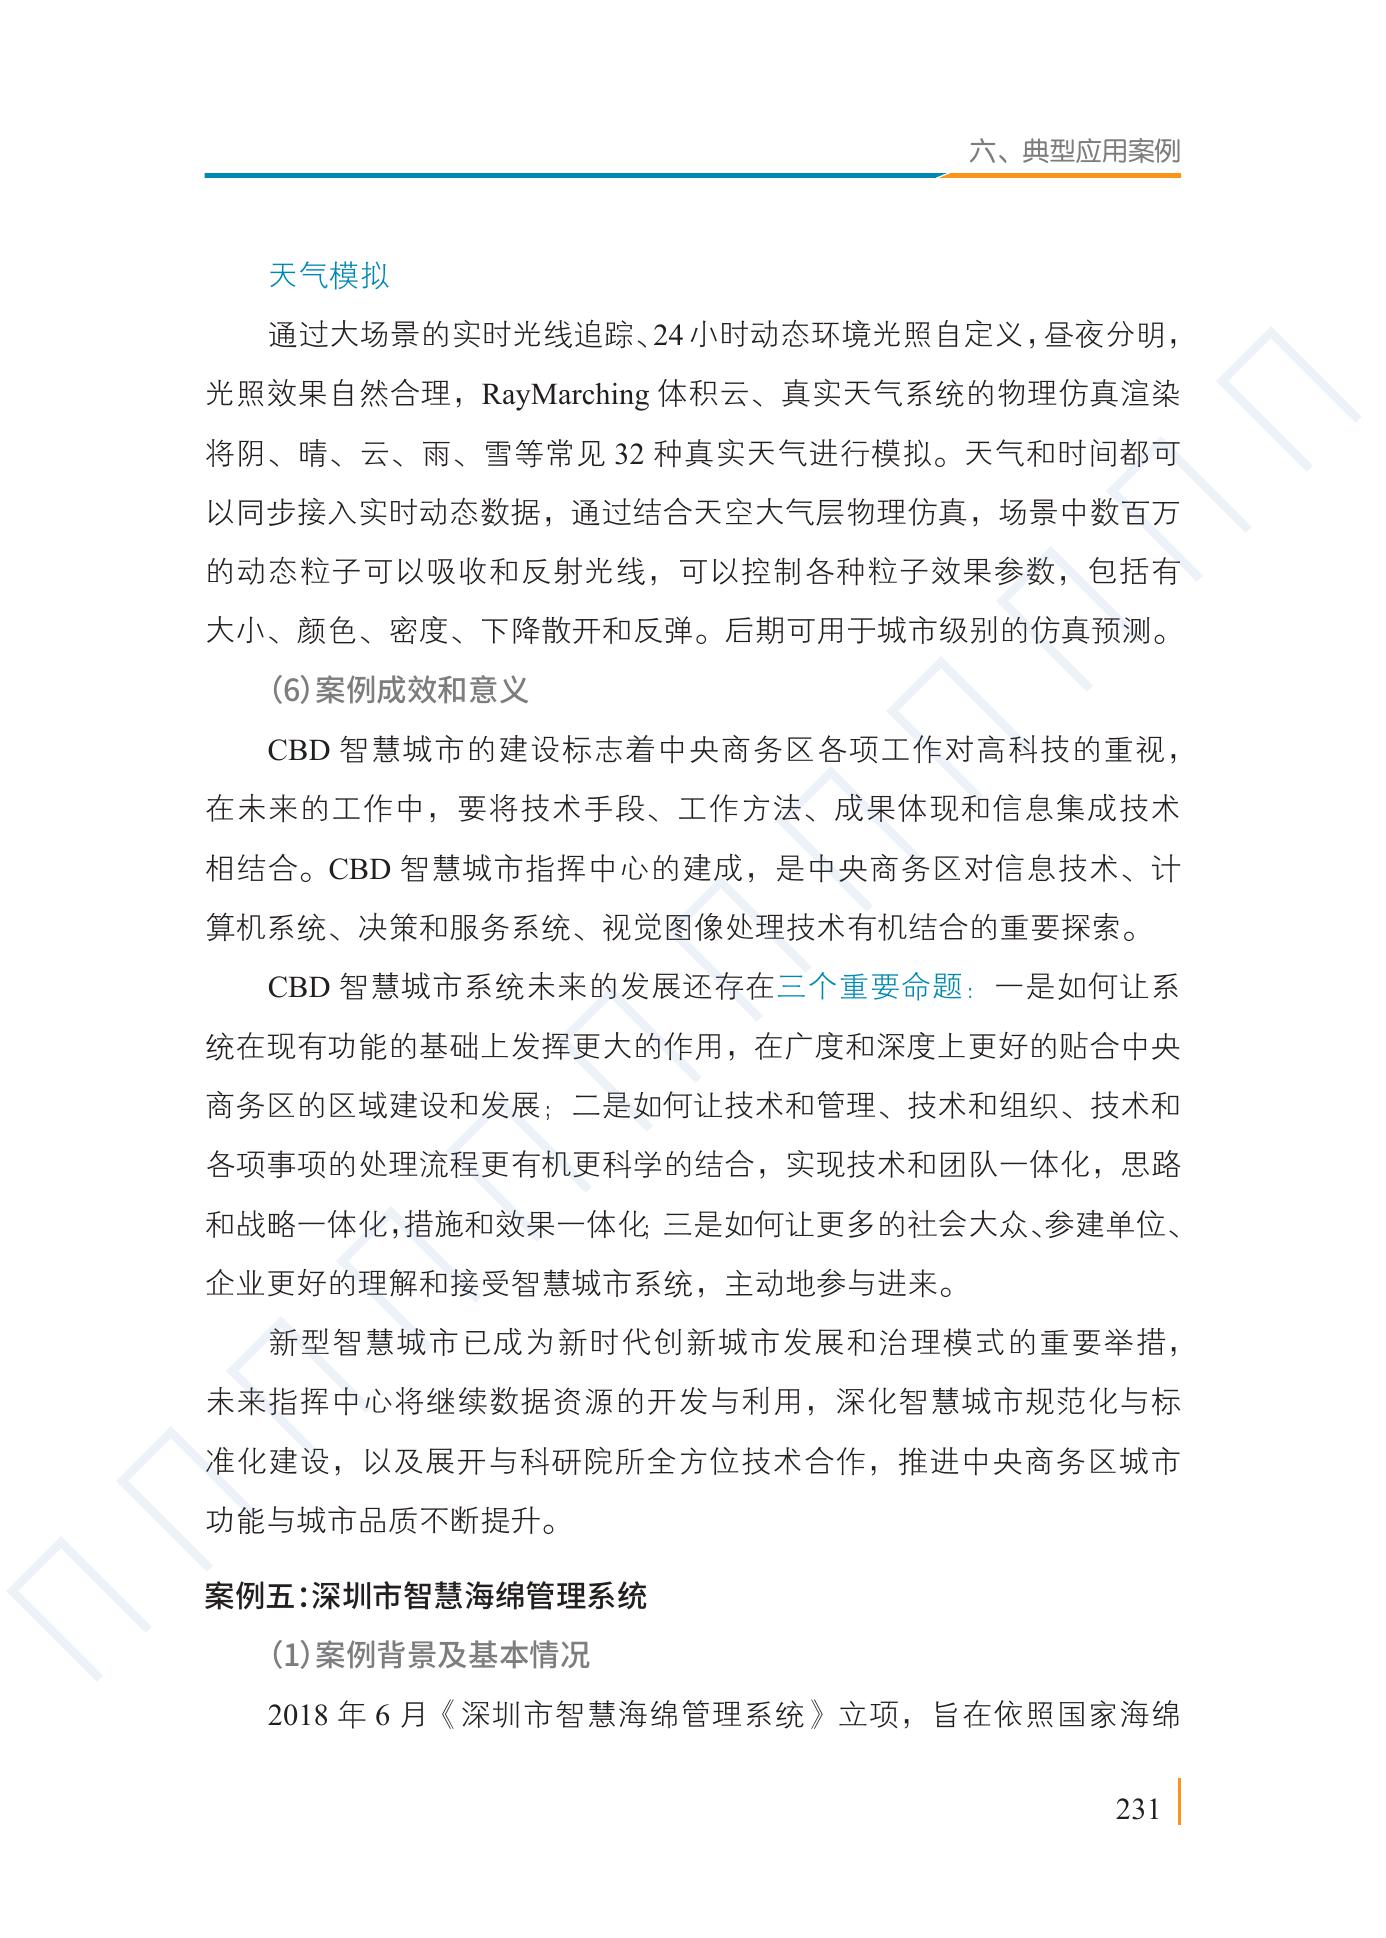 六、典型应用案例
天气模拟
通过大场景的实时光线追踪、24小时动态环境光照自定义，昼夜分明，
光照效果自然合理，RayMarching 体积云、真实天气系统的物理仿真渲染
将阴、晴、云、雨、雪等常见 32 种真实天气进行模拟。天气和时间都可
以同步接入实时动态数据，通过结合天空大气层物理仿真，场景中数百万
的动态粒子可以吸收和反射光线，可以控制各种粒子效果参数，包括有
大小、颜色、密度、下降散开和反弹。后期可用于城市级别的仿真预测。
（6）案例成效和意义
CBD 智慧城市的建设标志着中央商务区各项工作对高科技的重视，
在未来的工作中，要将技术手段、工作方法、成果体现和信息集成技术
相结合。CBD 智慧城市指挥中心的建成，是中央商务区对信息技术、计
算机系统、决策和服务系统、视觉图像处理技术有机结合的重要探索。
CBD 智慧城市系统未来的发展还存在三个重要命题：一是如何让系
统在现有功能的基础上发挥更大的作用，在广度和深度上更好的贴合中央
商务区的区域建设和发展；二是如何让技术和管理、技术和组织、技术和
各项事项的处理流程更有机更科学的结合，实现技术和团队一体化，思路
和战略一体化，措施和效果一体化；三是如何让更多的社会大众、参建单位、
企业更好的理解和接受智慧城市系统，主动地参与进来。
新型智慧城市已成为新时代创新城市发展和治理模式的重要举措，
未来指挥中心将继续数据资源的开发与利用，深化智慧城市规范化与标
准化建设，以及展开与科研院所全方位技术合作，推进中央商务区城市
功能与城市品质不断提升。
案例五：深圳市智慧海绵管理系统
（1）案例背景及基本情况
2018 年 6 月《深圳市智慧海绵管理系统》立项，旨在依照国家海绵
231